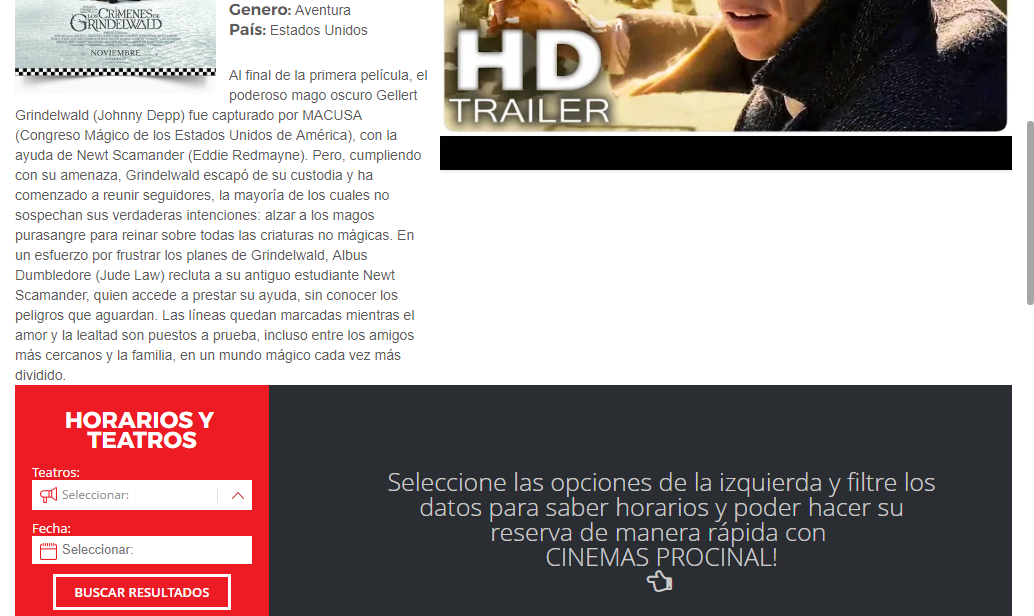 LOS CRÍMENES DE
GRINDELWALD
NOVIEMBRE
Genero: Aventura
País: Estados Unidos
Al final de la primera película, el
poderoso mago oscuro Gellert
Grindelwald (Johnny Depp) fue capturado por MACUSA
(Congreso Mágico de los Estados Unidos de América), con la
ayuda de Newt Scamander (Eddie Redmayne). Pero, cumpliendo
con su amenaza, Grindelwald escapó de su custodia y ha
comenzado a reunir seguidores, la mayoría de los cuales no
sospechan sus verdaderas intenciones: alzar a los magos
purasangre para reinar sobre todas las criaturas no mágicas. En
un esfuerzo por frustrar los planes de Grindelwald, Albus
Dumbledore (Jude Law) recluta a su antiguo estudiante Newt
Scamander, quien accede a prestar su ayuda, sin conocer los
peligros que aguardan. Las líneas quedan marcadas mientras el
amor y la lealtad son puestos a prueba, incluso entre los amigos
más cercanos y la familia, en un mundo mágico cada vez más
dividido.
HD
TRAILER
HORARIOS Y
TEATROS
Teatros:
Seleccionar:
Fecha:
Seleccionar:
BUSCAR RESULTADOS
Seleccione las opciones de la izquierda y filtre los
datos para saber horarios y poder hacer su
reserva de manera rápida con
CINEMAS PROCINAL!